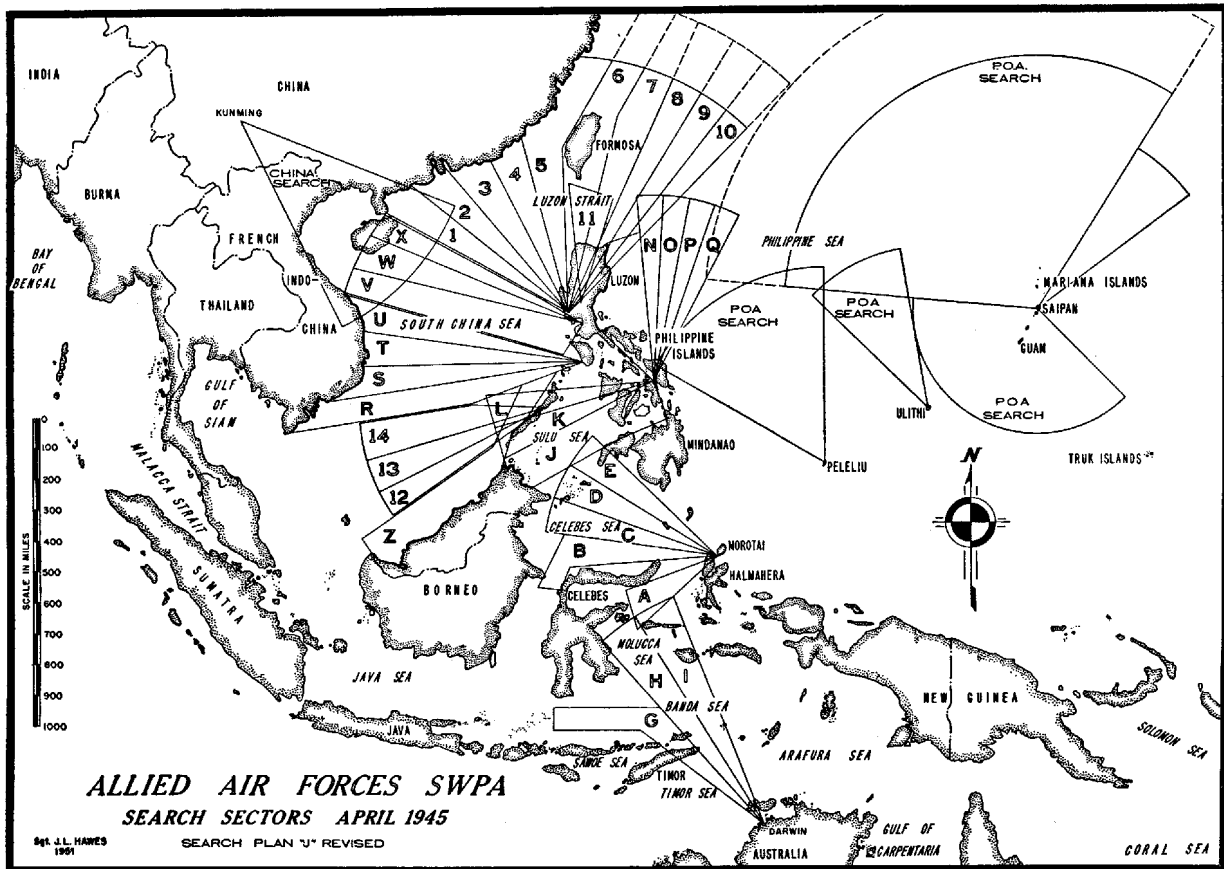 INDIA
CHINA
KUNMING
CHINA
SEARCH
BURMA
FRENCH
INDO-
CHINA
THAILAND
BAY
OF
BENGAL
GULF
OF
SIAM
MALACCA STRAIT
SUMATRA
6
7
8
9
10
FORMOSA
5
4
3
2
1
LUZON STRAIT
11
X
W
V
U
T
S
R
SOUTH CHINA SEA
LUZON
N
O
P
Q
P.O.A.
SEARCH
PHILIPPINE SEA
POA
SEARCH
POA
SEARCH
MARIANA ISLANDS
SAIPAN
GUAM
PHILIPPINE
ISLANDS
ULITHI
POA
SEARCH
TRUK ISLANDS
PELELIU
MINDANAO
L
K
SULU SEA
J
14
13
12
Z
E
D
CELEBES SEA
C
B
A
MOROTAI
HALMAHERA
BORNEO
CELEBES
MOLUCCA
SEA
H
I
BANDA SEA
G
JAVA SEA
JAVA
TIMOR
TIMOR SEA
ARAFURA SEA
NEW GUINEA
SOLOMON SEA
DARWIN
AUSTRALIA
GULF OF
CARPENTARIA
CORAL SEA
N
SCALE IN MILES
0
100
200
300
400
500
600
700
800
900
1000
ALLIED AIR FORCES SWPA
SEARCH SECTORS APRIL 1945
SEARCH PLAN "J" REVISED
Sgt. J.L. HAWES
1951